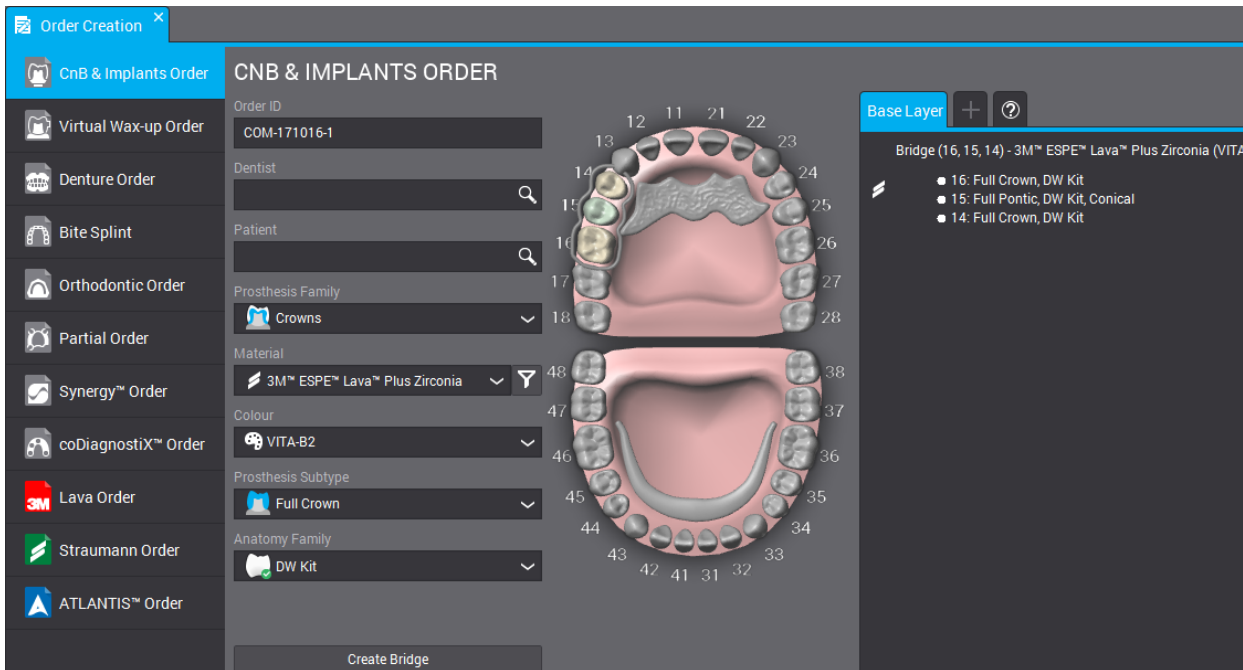 Order Creation
CnB & Implants Order
Virtual Wax-up Order
Denture Order
Bite Splint
Orthodontic Order
Partial Order
Synergy™ Order
coDiagnostiX™ Order
3M
Lava Order
Straumann Order
ATLANTIS™ Order
CNB & IMPLANTS ORDER
Order ID
COM-171016-1
Dentist
Patient
Prosthesis Family
Crowns
Material
3M™ ESPE™ Lava™ Plus Zirconia
Colour
VITA-B2
Prosthesis Subtype
Full Crown
Anatomy Family
DW Kit
Create Bridge
12 11 21 22
13 23
14 24
15 25
16 26
17 27
18 28
48 38
47 37
46 36
45 35
44 34
43 33
42 41 31 32
Base Layer
Bridge (16, 15, 14) - 3M™ ESPE™ Lava™ Plus Zirconia (VITA
16: Full Crown, DW Kit
15: Full Pontic, DW Kit, Conical
14: Full Crown, DW Kit